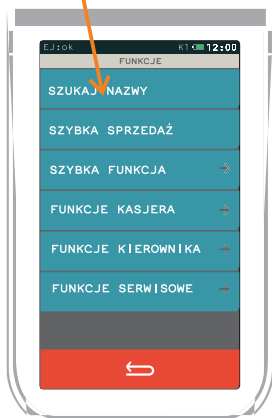 EJ:ok K1 12:00
FUNKCJE
SZUKAJ NAZWY
SZYBKA SPRZEDAŻ
SZYBKA FUNKCJA
FUNKCJE KASJERA
FUNKCJE KIEROWNIKA
FUNKCJE SERWISOWE